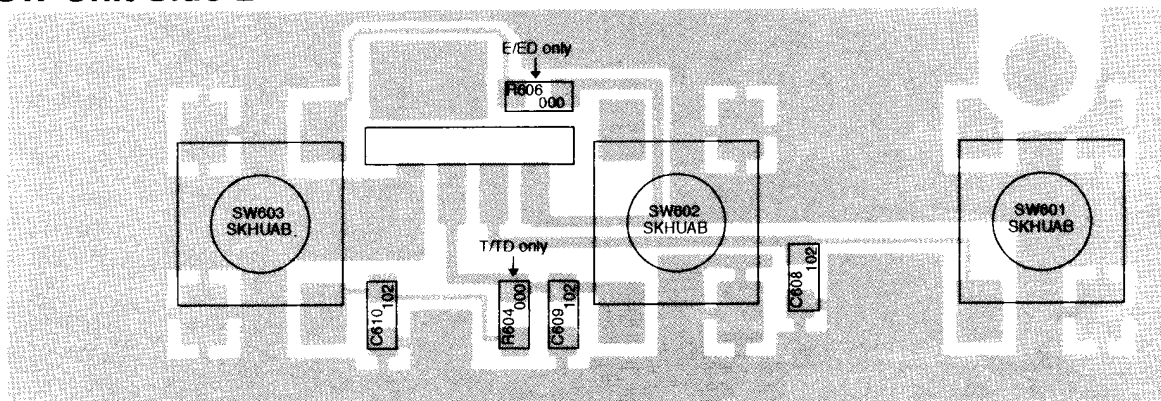 E/ED only
R606
000
SW603
SKHUAB
SW602
SKHUAB
SW601
SKHUAB
T/TD only
C610 102
R604 000
C609 102
C608 102